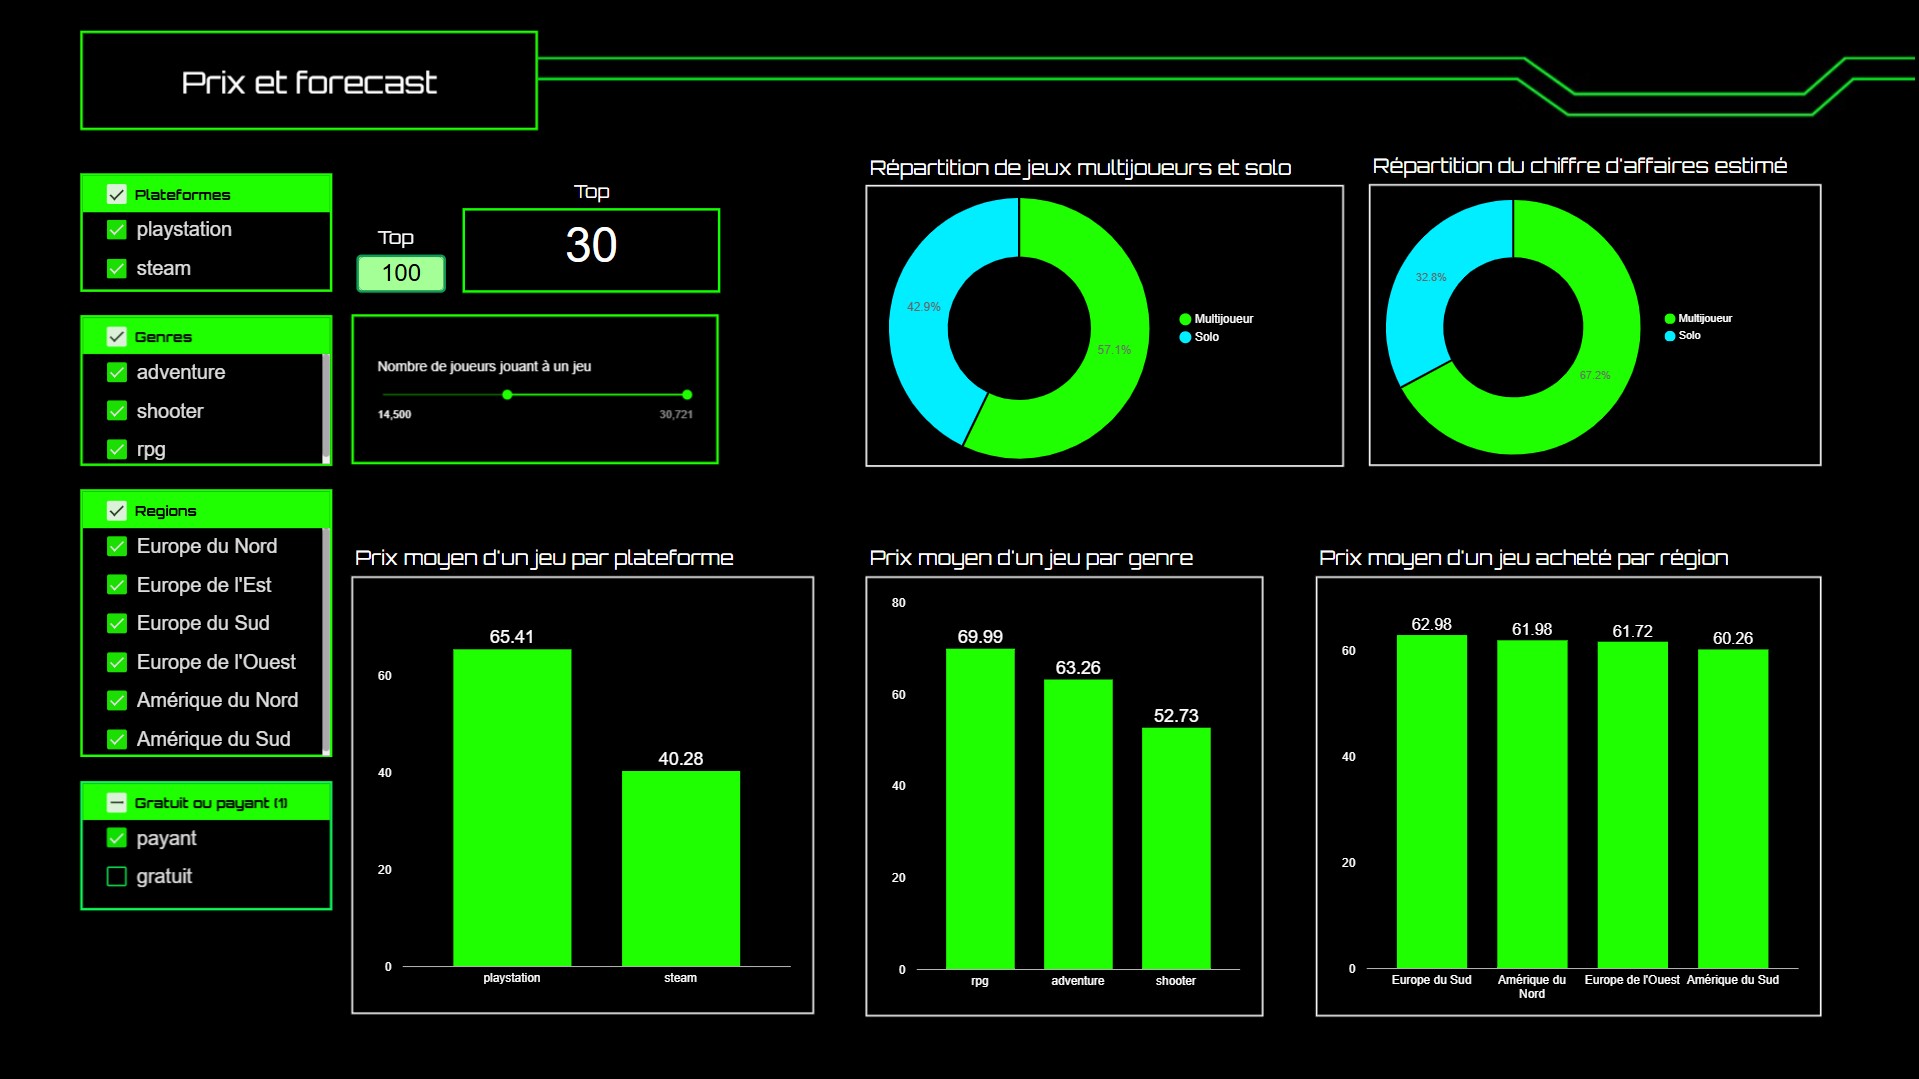 Prix et forecast
Plateformes
playstation
steam
Top
100
Top
30
Genres
adventure
shooter
rpg
Nombre de joueurs jouant à un jeu
14,500
30,721
Regions
Europe du Nord
Europe de l'Est
Europe du Sud
Europe de l'Ouest
Amérique du Nord
Amérique du Sud
Gratuit ou payant (1)
payant
gratuit
Répartition de jeux multijoueurs et solo
42.9%
57.1%
Multijoueur
Solo
Répartition du chiffre d'affaires estimé
32.8%
67.2%
Multijoueur
Solo
Prix moyen d'un jeu par plateforme
65.41
60
40.28
40
20
0
playstation
steam
Prix moyen d'un jeu par genre
80
69.99
63.26
60
52.73
40
20
0
rpg
adventure
shooter
Prix moyen d'un jeu acheté par région
62.98
61.98
61.72
60.26
60
40
20
0
Europe du Sud
Amérique du
Nord
Europe de l'Ouest
Amérique du Sud